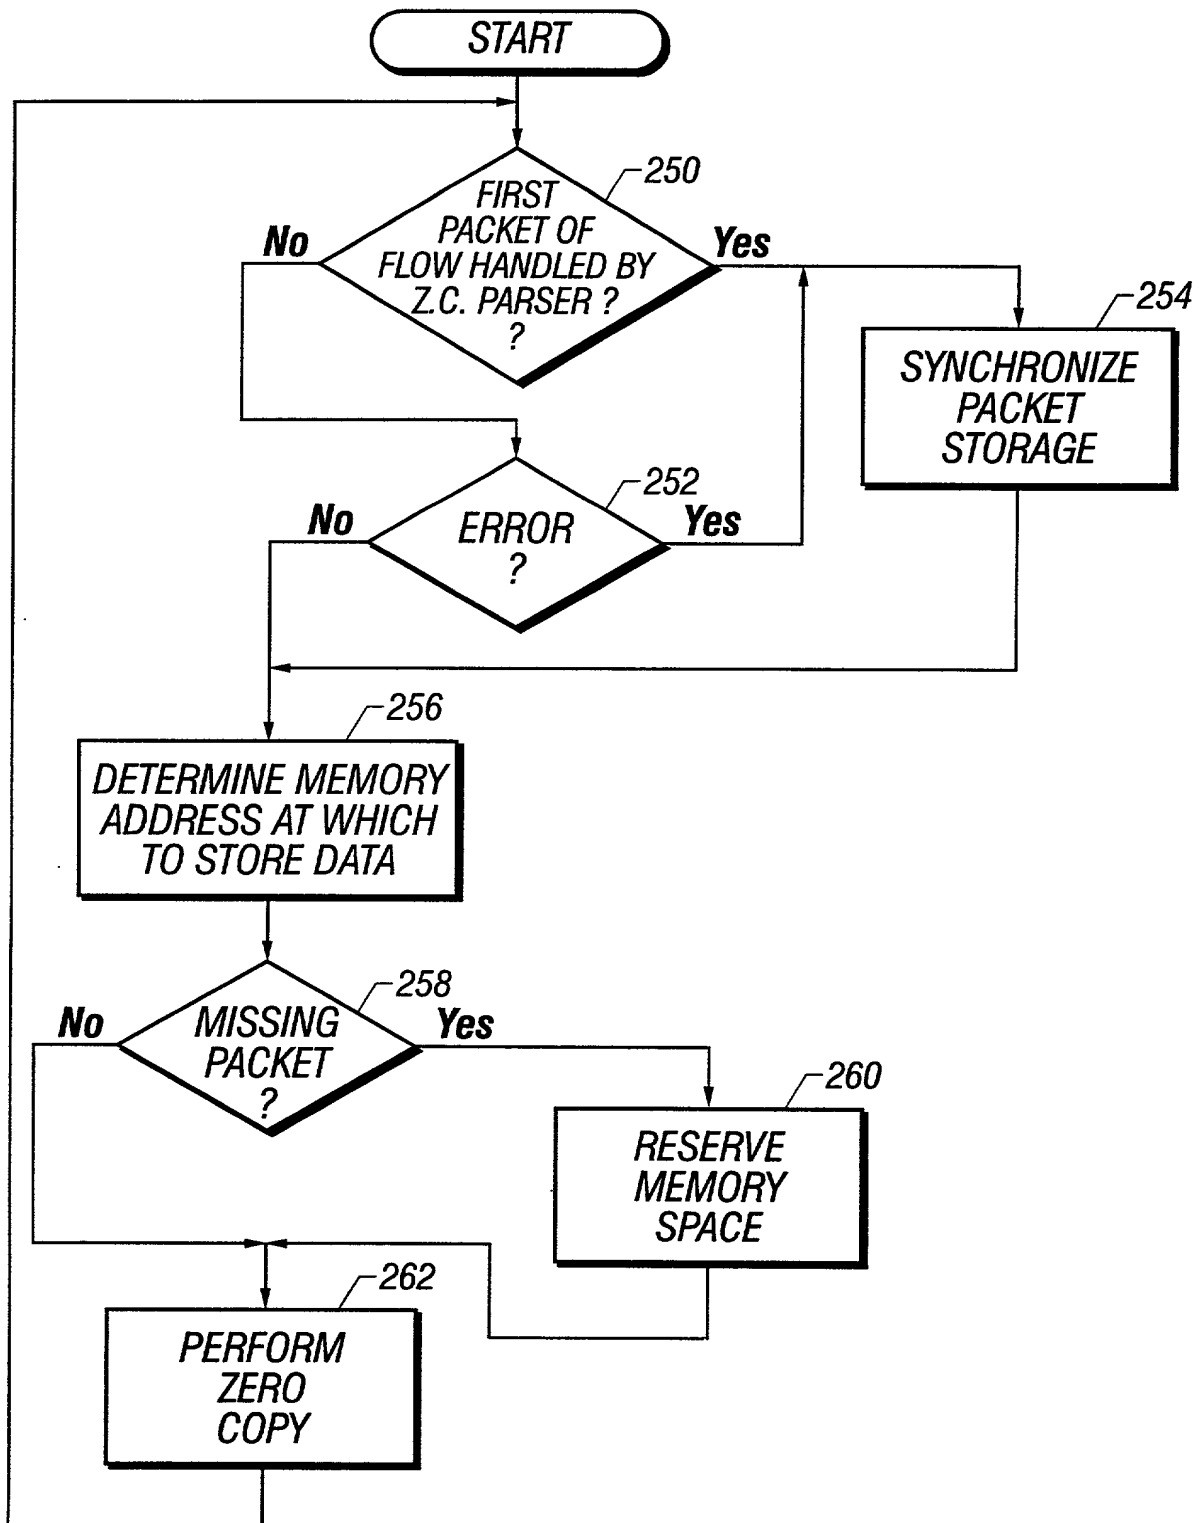 START
250
FIRST
PACKET OF
FLOW HANDLED BY
Z.C. PARSER ?
?
No
Yes
254
SYNCHRONIZE
PACKET
STORAGE
252
ERROR
?
No
Yes
256
DETERMINE MEMORY
ADDRESS AT WHICH
TO STORE DATA
258
MISSING
PACKET
?
No
Yes
260
RESERVE
MEMORY
SPACE
262
PERFORM
ZERO
COPY